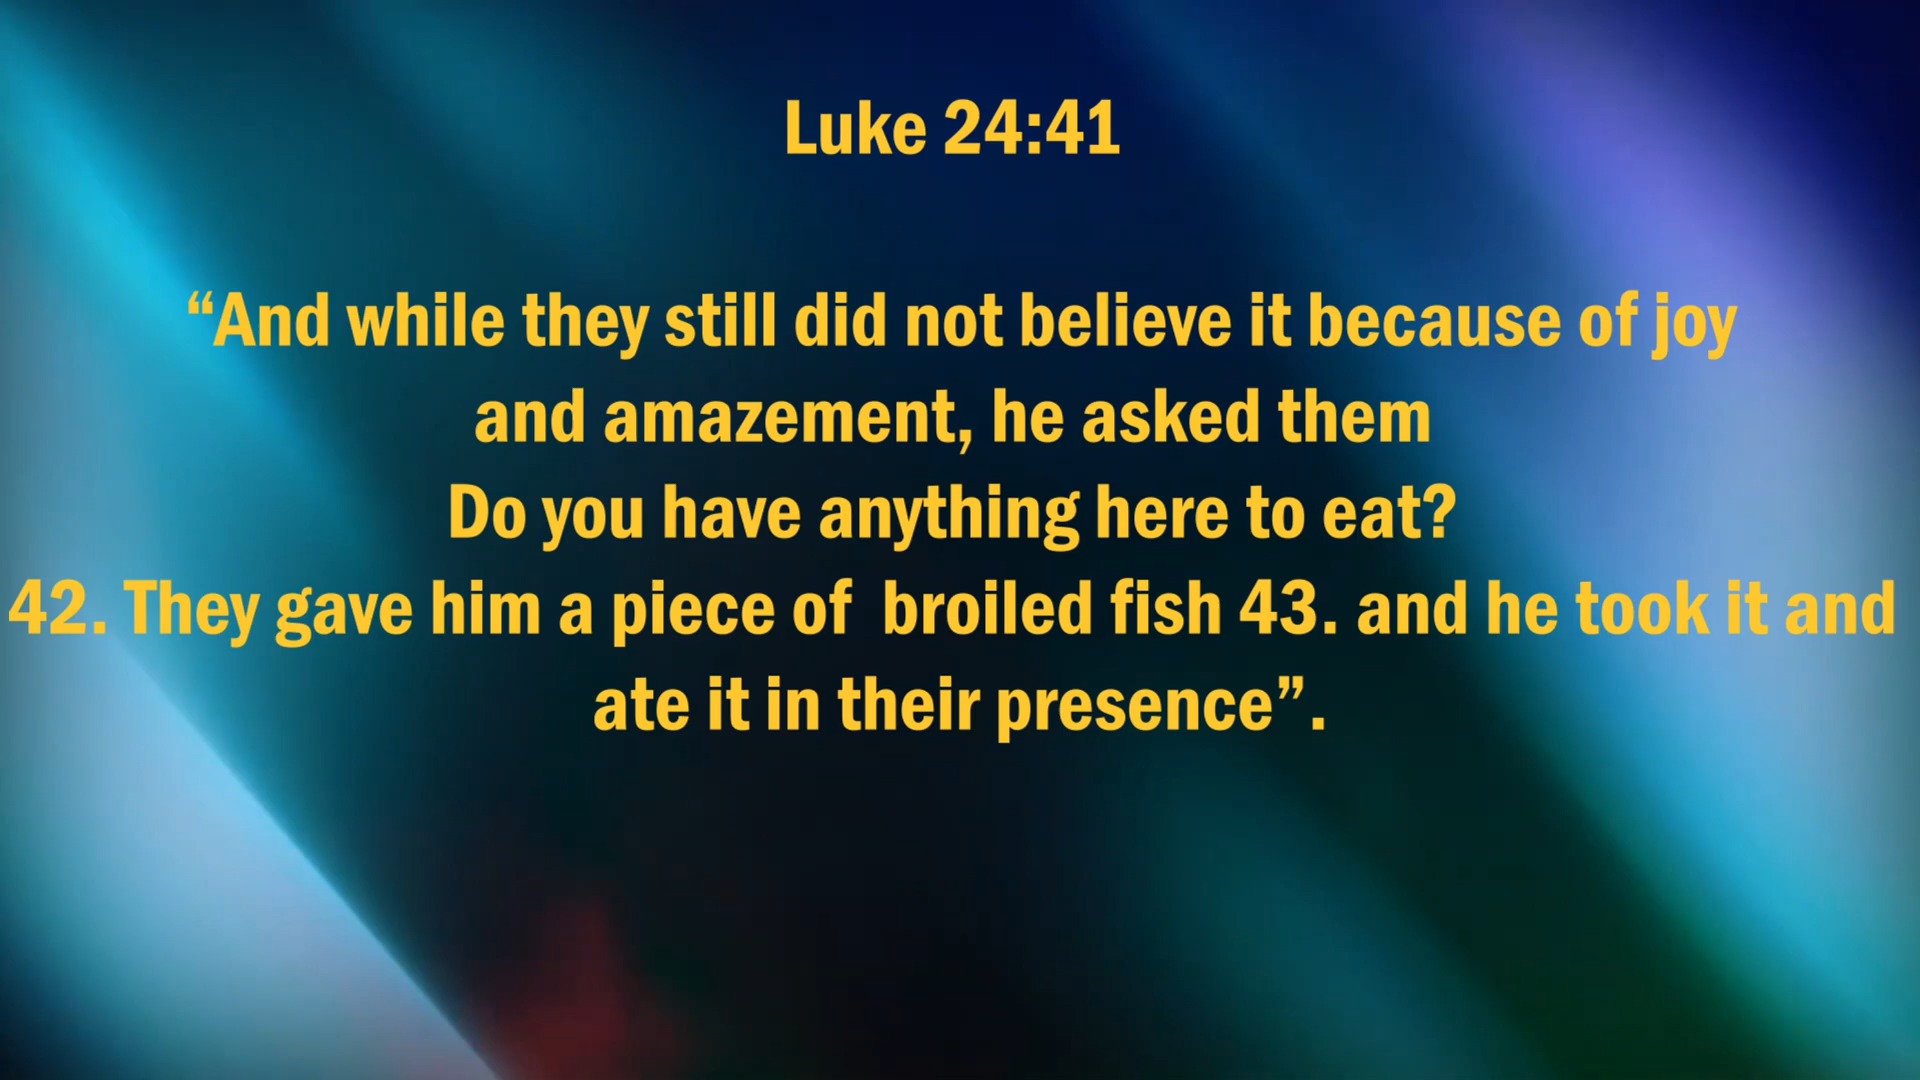 Luke 24:41
“And while they still did not believe it because of joy
and amazement, he asked them
Do you have anything here to eat?
42. They gave him a piece of  broiled fish 43. and he took it and
ate it in their presence”.